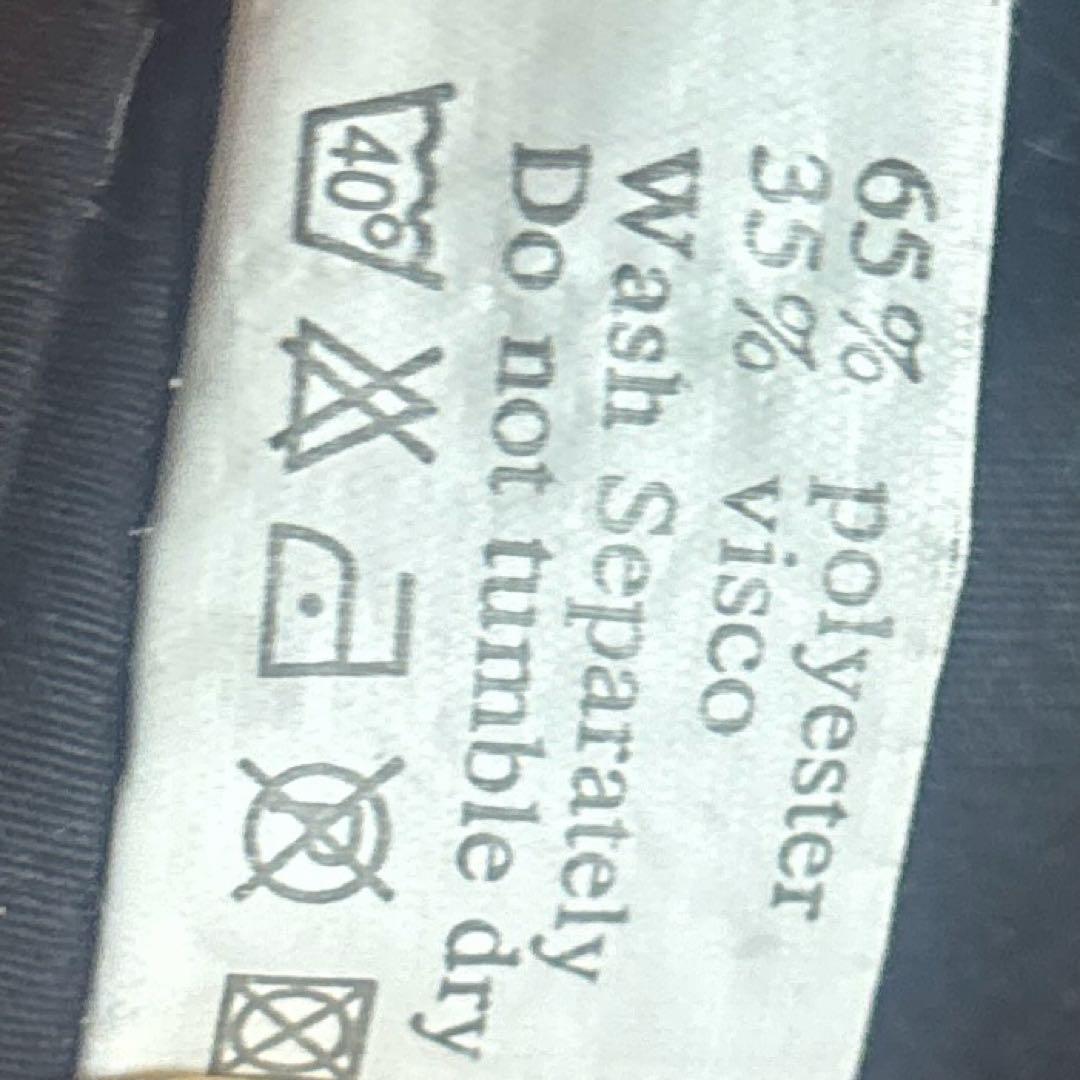 65% polyester
35% visco
Wash Separately
Do not tumble dry
40° P